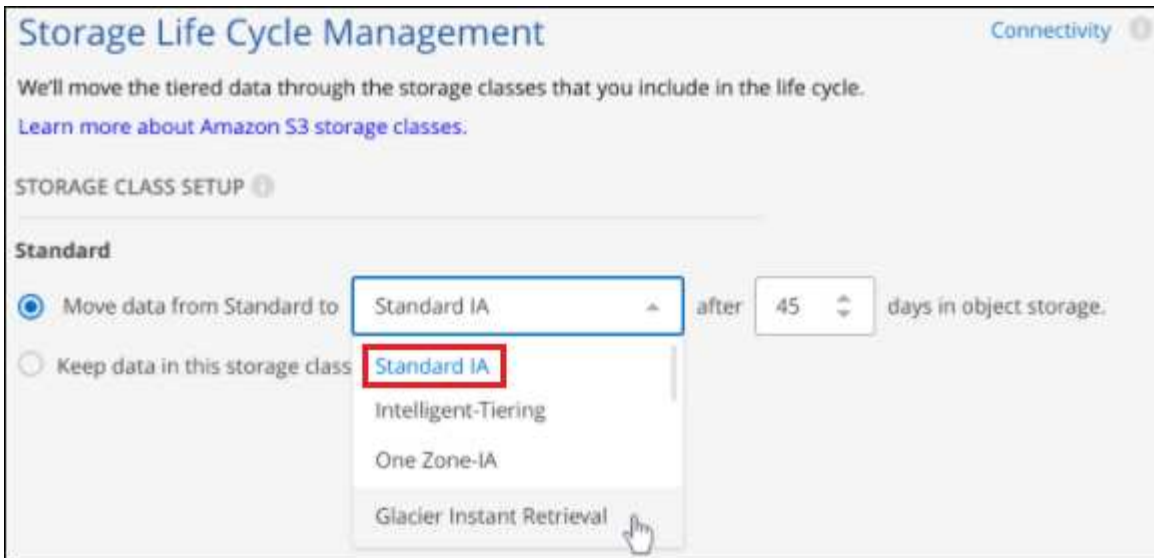 Storage Life Cycle Management
Connectivity
We'll move the tiered data through the storage classes that you include in the life cycle.
Learn more about Amazon S3 storage classes.
STORAGE CLASS SETUP
Standard
Move data from Standard to Standard IA after 45 days in object storage.
Keep data in this storage class
Standard IA
Intelligent-Tiering
One Zone-IA
Glacier Instant Retrieval